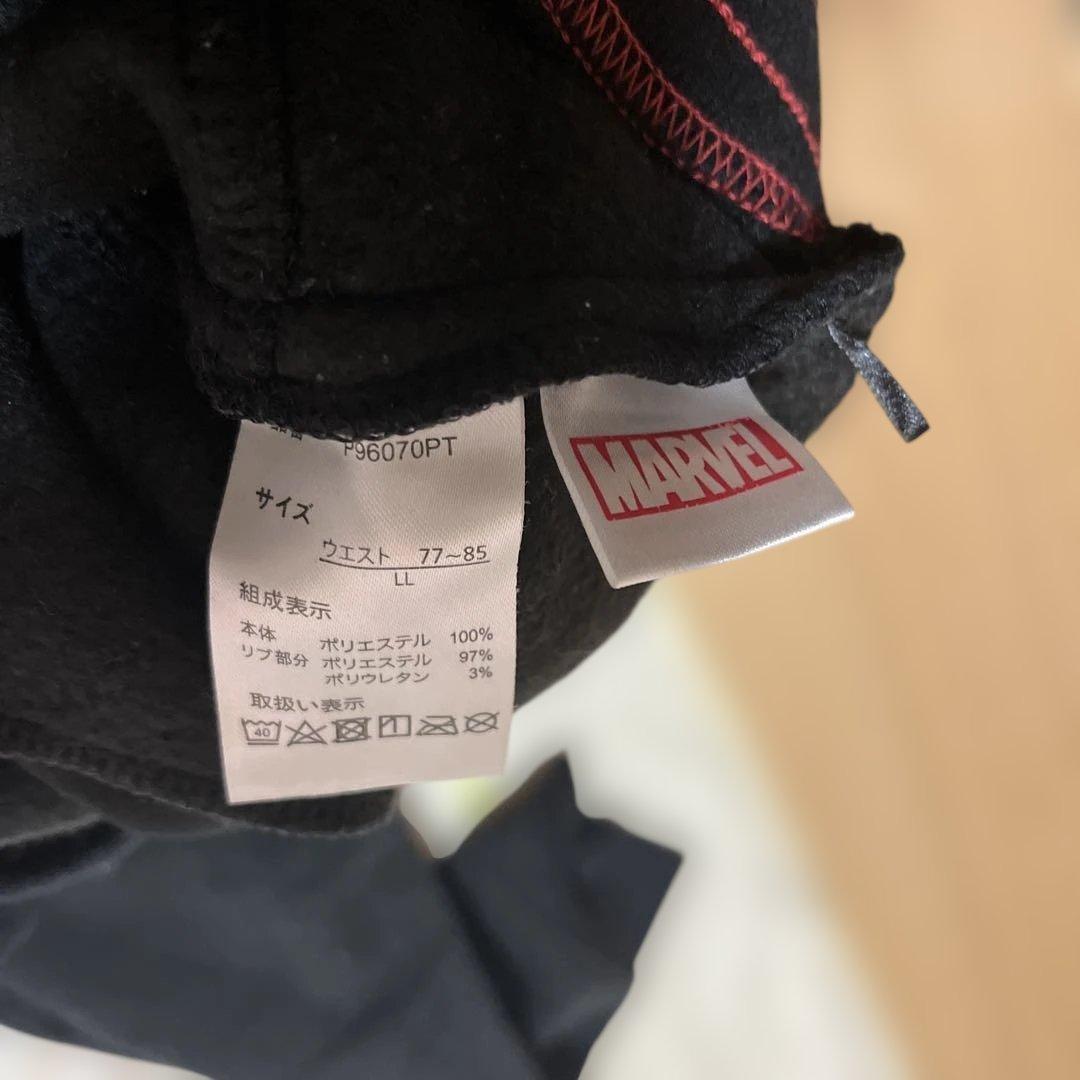 P96070PT
サイズ
ウエスト 77~85
LL
組成表示
本体 ポリエステル 100%
リブ部分 ポリエステル 97%
ポリウレタン 3%
取扱い表示
40
MARVEL